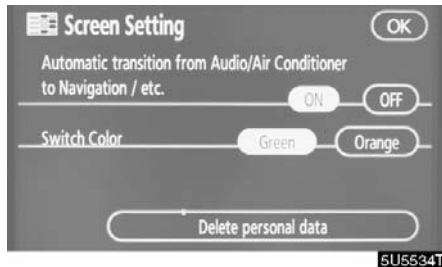 Screen Setting
OK
Automatic transition from Audio/Air Conditioner
to Navigation / etc.
ON
OFF
Switch Color
Green
Orange
Delete personal data
5U5534T